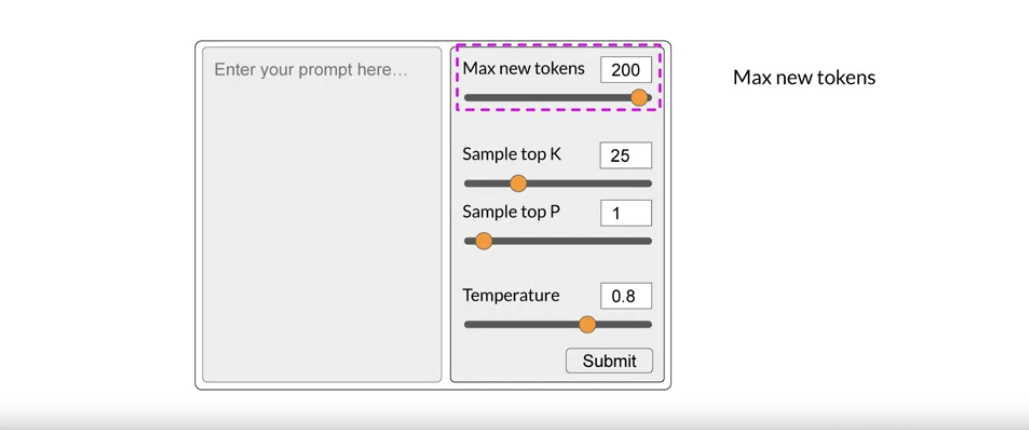 Enter your prompt here...
Max new tokens 200
Sample top K 25
Sample top P 1
Temperature 0.8
Submit
Max new tokens